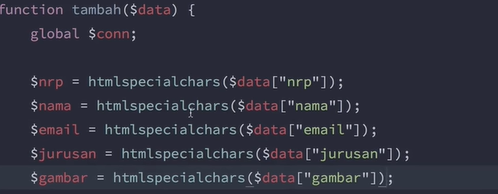 function tambah($data) {
global $conn;
$nrp = htmlspecialchars($data["nrp"]);
$nama = htmlspecialchars($data["nama"]);
$email = htmlspecialchars($data["email"]);
$jurusan = htmlspecialchars($data["jurusan"]);
$gambar = htmlspecialchars($data["gambar"]);